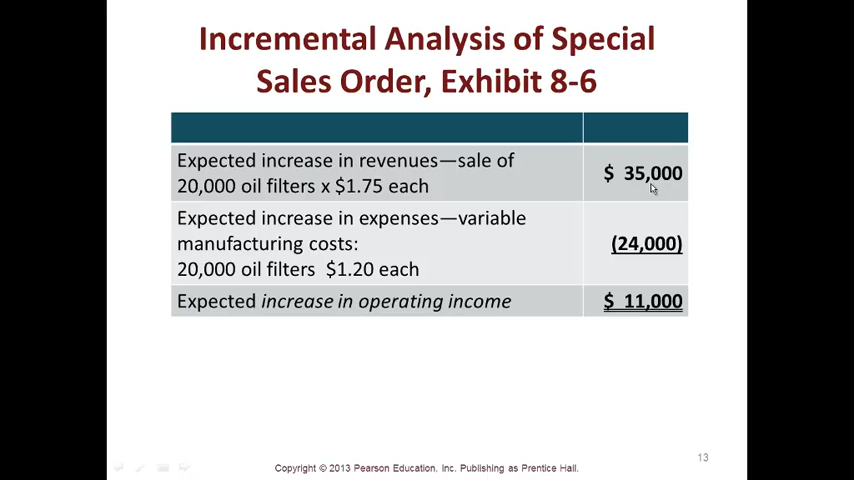 Incremental Analysis of Special
Sales Order, Exhibit 8-6
Expected increase in revenues—sale of
20,000 oil filters x $1.75 each
$ 35,000
Expected increase in expenses—variable
manufacturing costs:
20,000 oil filters $1.20 each
(24,000)
Expected increase in operating income
$ 11,000
13
Copyright © 2013 Pearson Education, Inc. Publishing as Prentice Hall.